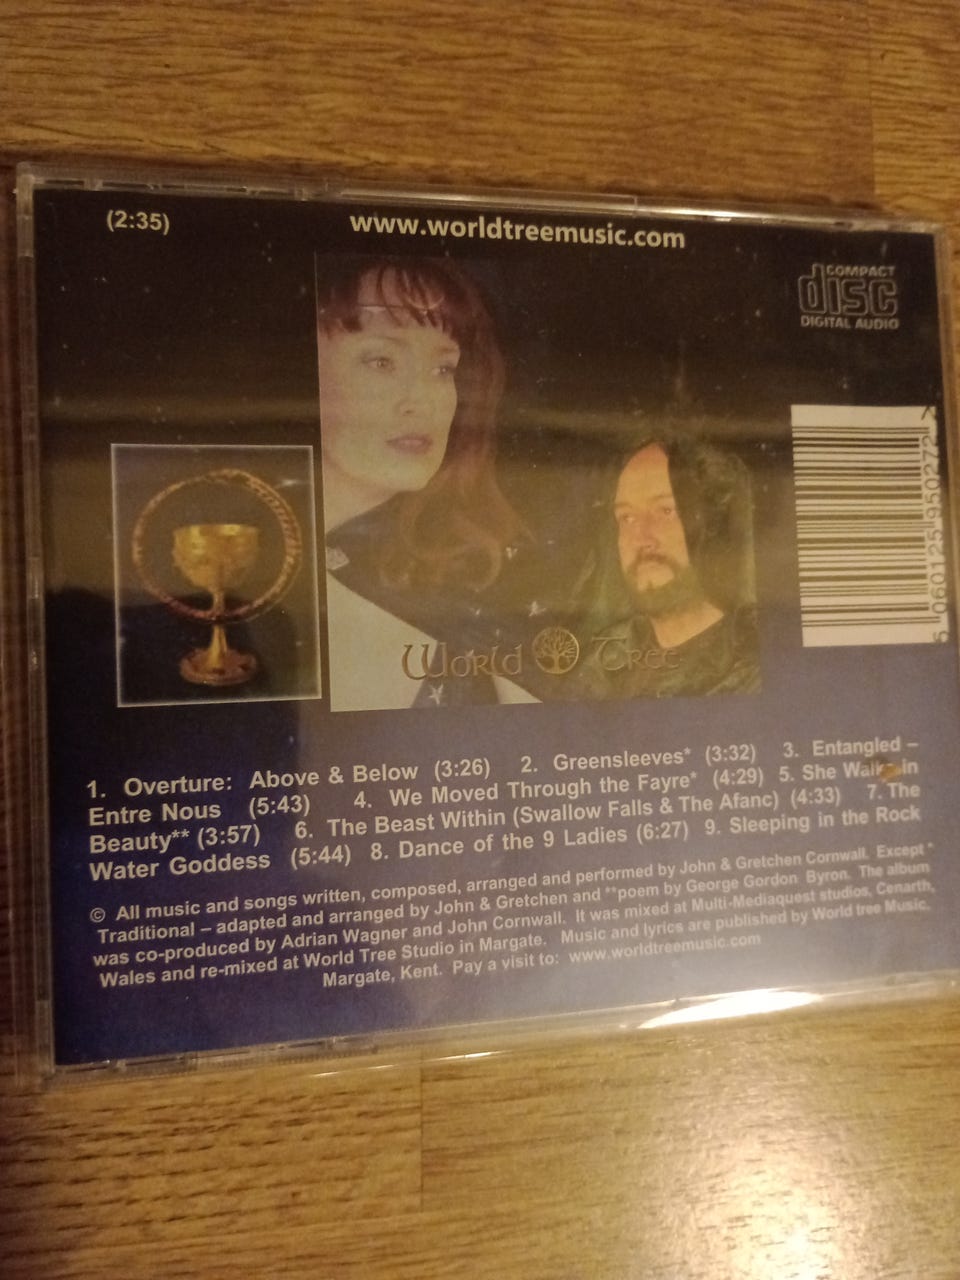 (2:35)
www.worldtreemusic.com
COMPACT
disc
DIGITAL AUDIO
5 060125 950272 >
World Tree
1. Overture: Above & Below (3:26) 2. Greensleeves* (3:32) 3. Entangled –
Entre Nous (5:43) 4. We Moved Through the Fayre* (4:29) 5. She Walks in
Beauty** (3:57) 6. The Beast Within (Swallow Falls & The Afanc) (4:33) 7. The
Water Goddess (5:44) 8. Dance of the 9 Ladies (6:27) 9. Sleeping in the Rock
© All music and songs written, composed, arranged and performed by John & Gretchen Cornwall. Except *
Traditional – adapted and arranged by John & Gretchen and **poem by George Gordon Byron. The album
was co-produced by Adrian Wagner and John Cornwall. It was mixed at Multi-Mediaquest studios, Cenarth,
Wales and re-mixed at World Tree Studio in Margate. Music and lyrics are published by World tree Music,
Margate, Kent. Pay a visit to: www.worldtreemusic.com